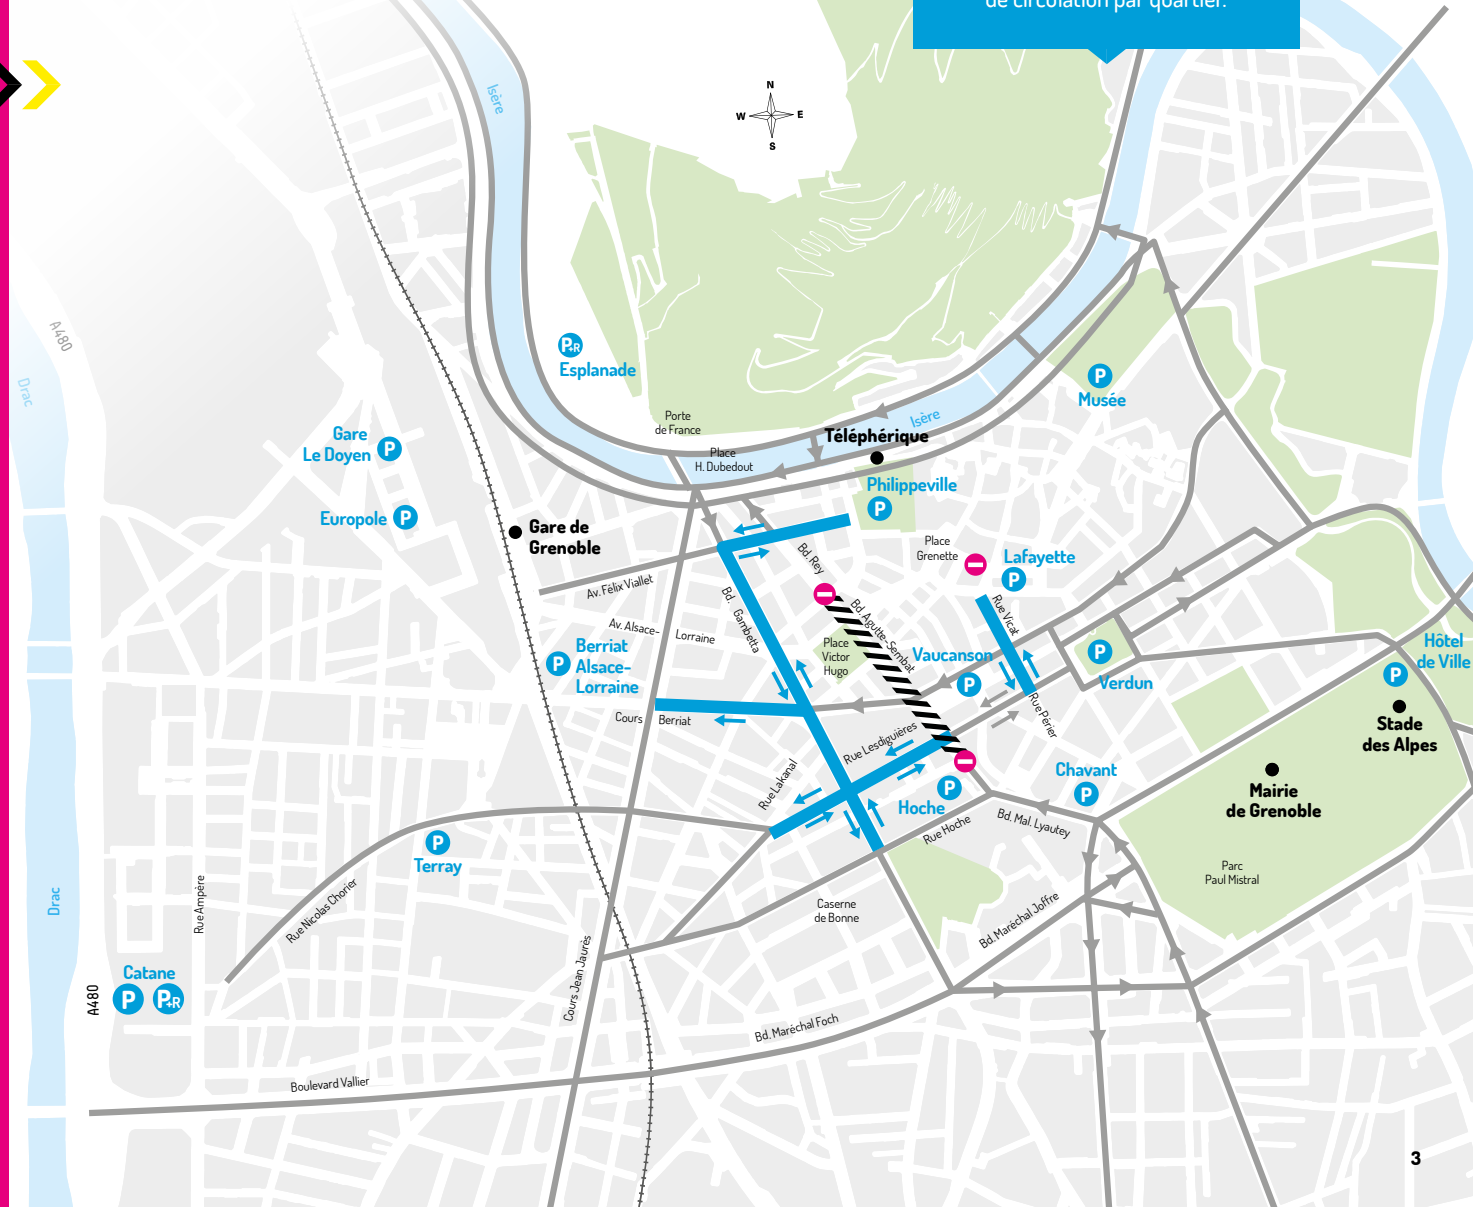 de circulation par quartier.
N
W
E
S
Isère
A480
Drac
P+R
Esplanade
Porte
de France
Place
H. Dubedout
Isère
Téléphérique
P
Musée
Gare
Le Doyen
P
Europole
P
Gare de
Grenoble
Philippeville
P
Place
Grenette
Lafayette
P
Bd. Rey
Av. Félix Viallet
Bd. Gambetta
Av. Alsace-Lorraine
Bd. Agutte-Sembat
Rue Vicat
Place
Victor
Hugo
P
Berriat
Alsace-
Lorraine
Vaucanson
P
P
Verdun
Hôtel
de Ville
P
Stade
des Alpes
Cours Berriat
Rue Périer
Rue Lesdiguières
Rue Lakanal
Hoche
P
Chavant
P
Mairie
de Grenoble
Rue Hoche
Bd. Mal. Lyautey
P
Terray
Parc
Paul Mistral
Rue Ampère
Rue Nicolas Chorier
Drac
Caserne
de Bonne
Bd. Maréchal Joffre
Cours Jean Jaurès
Catane
P
P+R
A480
Bd. Maréchal Foch
Boulevard Vallier
3